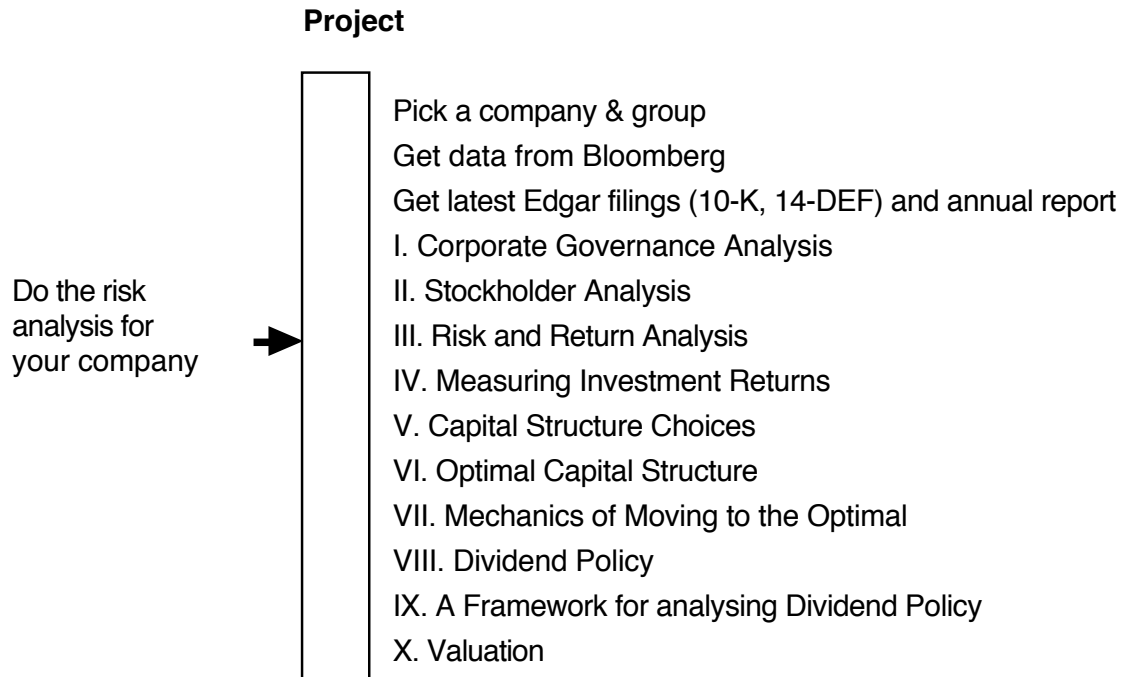 Project
Pick a company & group
Get data from Bloomberg
Get latest Edgar filings (10-K, 14-DEF) and annual report
I. Corporate Governance Analysis
II. Stockholder Analysis
III. Risk and Return Analysis
IV. Measuring Investment Returns
V. Capital Structure Choices
VI. Optimal Capital Structure
VII. Mechanics of Moving to the Optimal
VIII. Dividend Policy
IX. A Framework for analysing Dividend Policy
X. Valuation
Do the risk
analysis for
your company